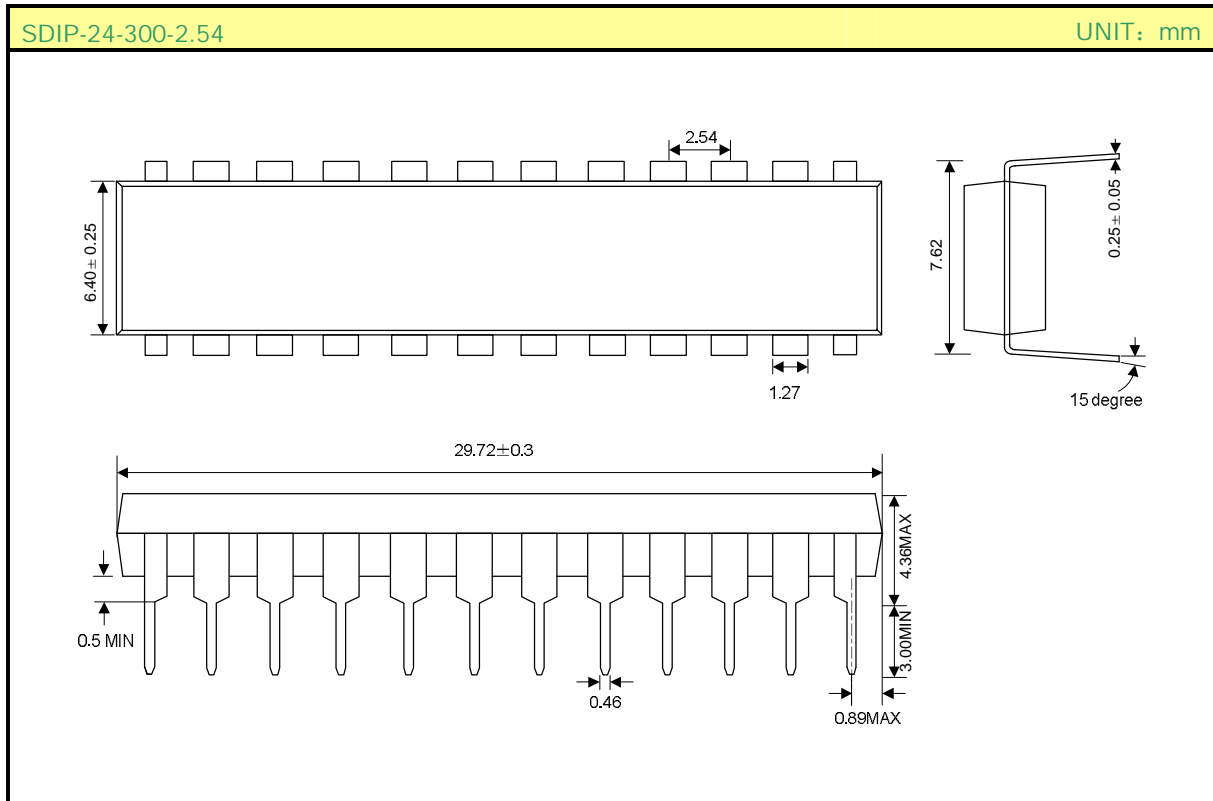 SDIP-24-300-2.54
UNIT：mm
2.54
6.40± 0.25
7.62
0.25± 0.05
1.27
15 degree
29.72±0.3
4.36MAX
0.5 MIN
3.00MIN
0.46
0.89MAX